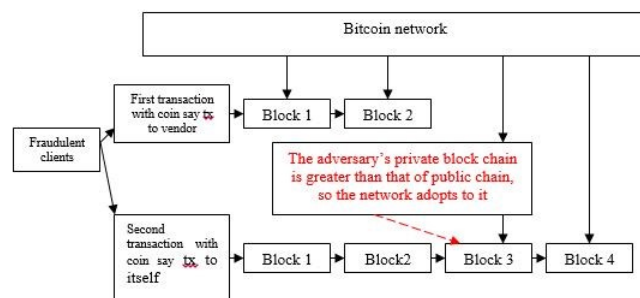 Bitcoin network
First transaction
with coin say tx
to vendor
Block 1
Block 2
Fraudulent
clients
The adversary's private block chain
is greater than that of public chain,
so the network adopts to it
Second
transaction with
coin say tx to
itself
Block 1
Block2
Block 3
Block 4